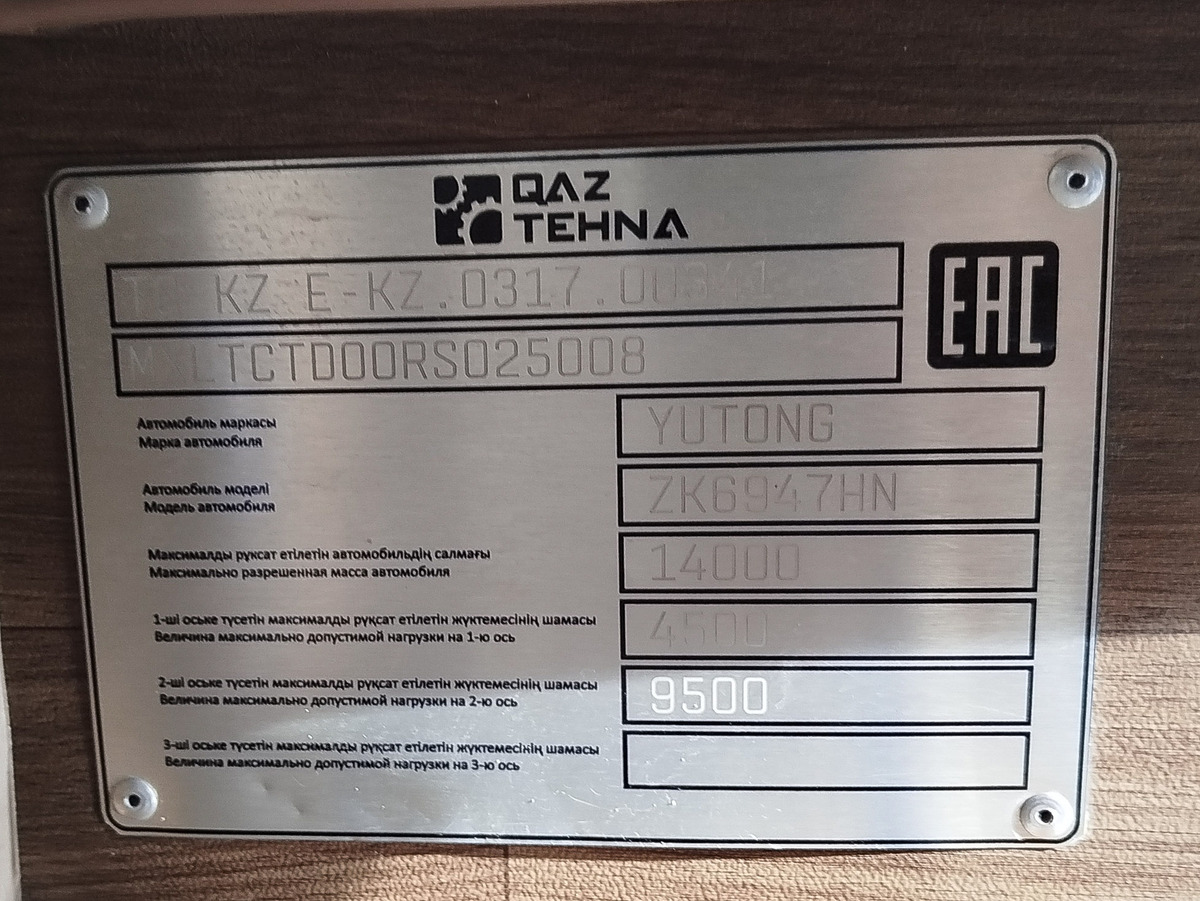 QAZ
TEHNA
KZ E-KZ.0317.00341
EAC
YUTONG
Автомобиль маркасы
Марка автомобиля
ZK6947HN
Автомобиль моделі
Модель автомобиля
14000
Максималды рұқсат етілетін автомобильдің салмағы
Максимально разрешенная масса автомобиля
4500
1-ші оське түсетін максималды рұқсат етілетін жүктемесінің шамасы
Величина максимально допустимой нагрузки на 1-ю ось
9500
2-ші оське түсетін максималды рұқсат етілетін жүктемесінің шамасы
Величина максимально допустимой нагрузки на 2-ю ось
3-ші оське түсетін максималды рұқсат етілетін жүктемесінің шамасы
Величина максимально допустимой нагрузки на 3-ю ось